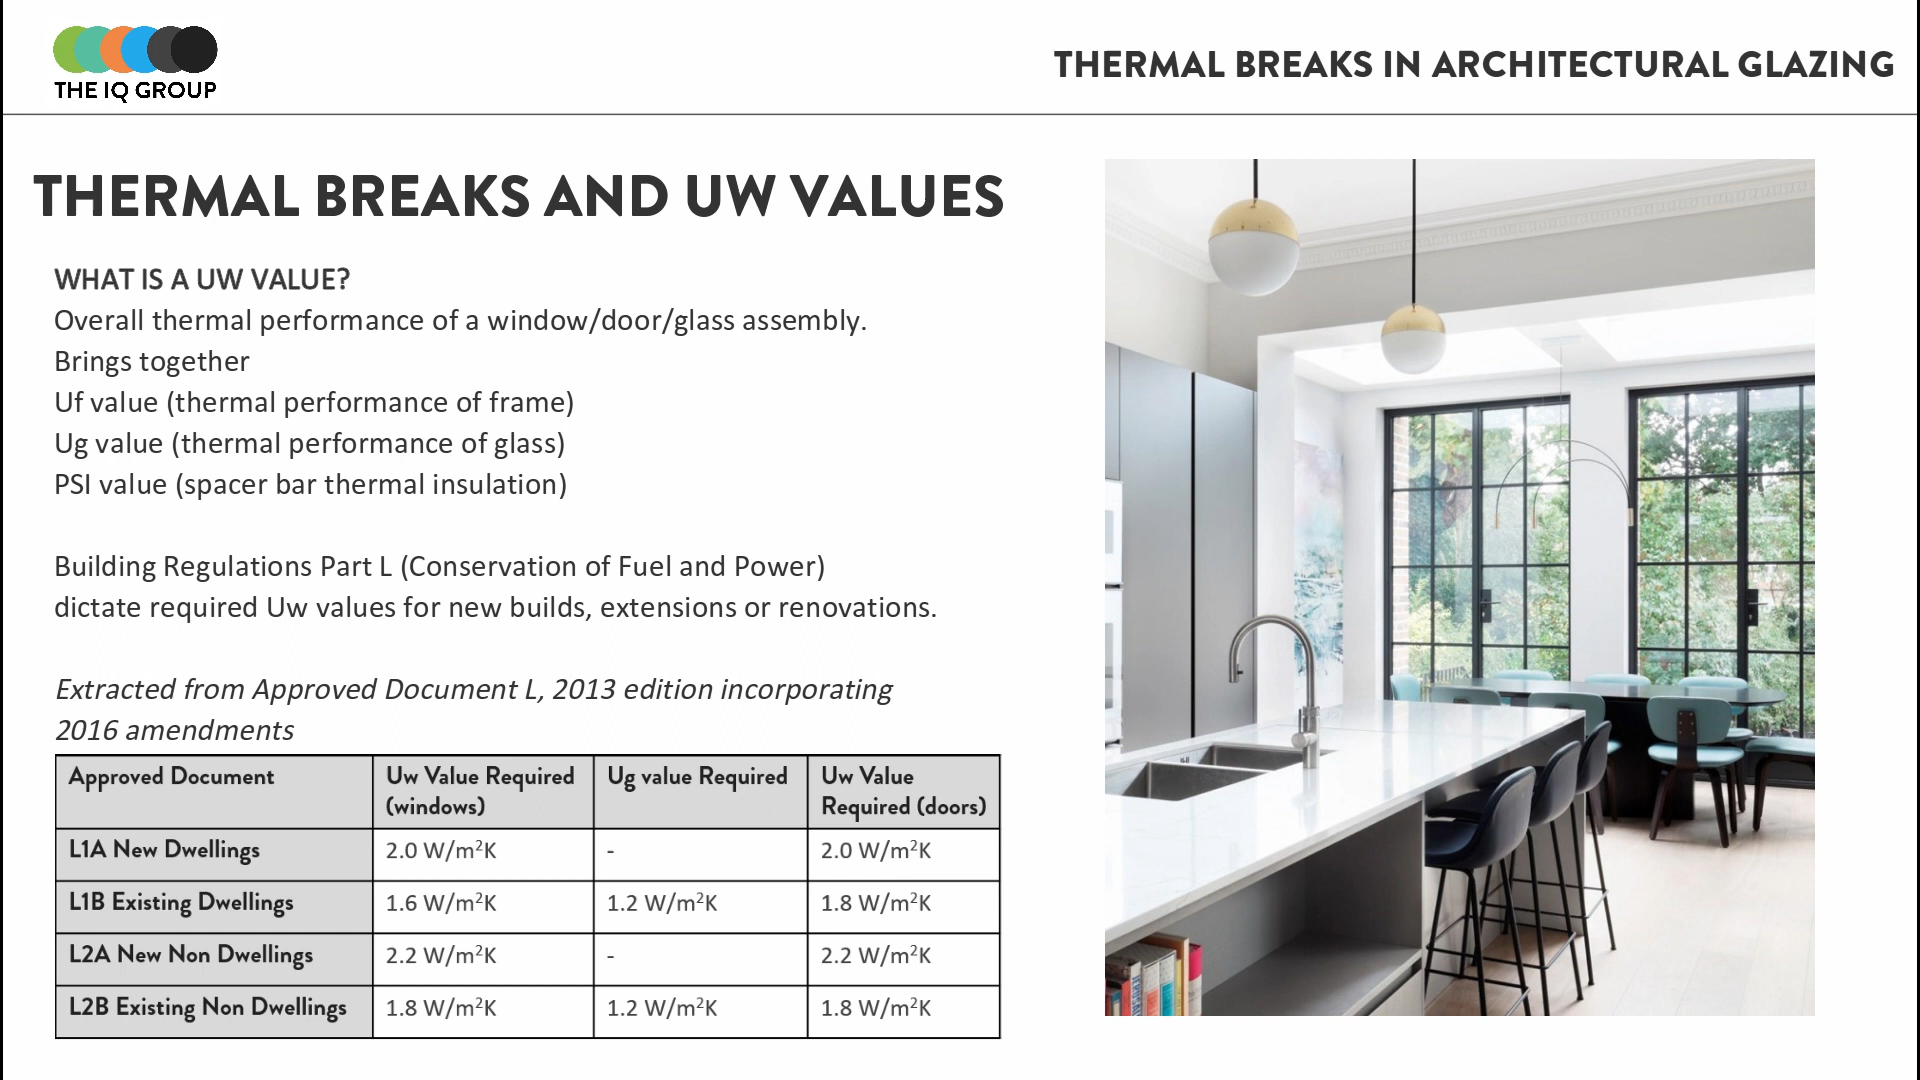 THE IQ GROUP
THERMAL BREAKS IN ARCHITECTURAL GLAZING
THERMAL BREAKS AND UW VALUES
WHAT IS A UW VALUE?
Overall thermal performance of a window/door/glass assembly.
Brings together
Uf value (thermal performance of frame)
Ug value (thermal performance of glass)
PSI value (spacer bar thermal insulation)
Building Regulations Part L (Conservation of Fuel and Power)
dictate required Uw values for new builds, extensions or renovations.
Extracted from Approved Document L, 2013 edition incorporating
2016 amendments
Approved Document | Uw Value Required (windows) | Ug value Required | Uw Value Required (doors)
L1A New Dwellings | 2.0 W/m²K | - | 2.0 W/m²K
L1B Existing Dwellings | 1.6 W/m²K | 1.2 W/m²K | 1.8 W/m²K
L2A New Non Dwellings | 2.2 W/m²K | - | 2.2 W/m²K
L2B Existing Non Dwellings | 1.8 W/m²K | 1.2 W/m²K | 1.8 W/m²K